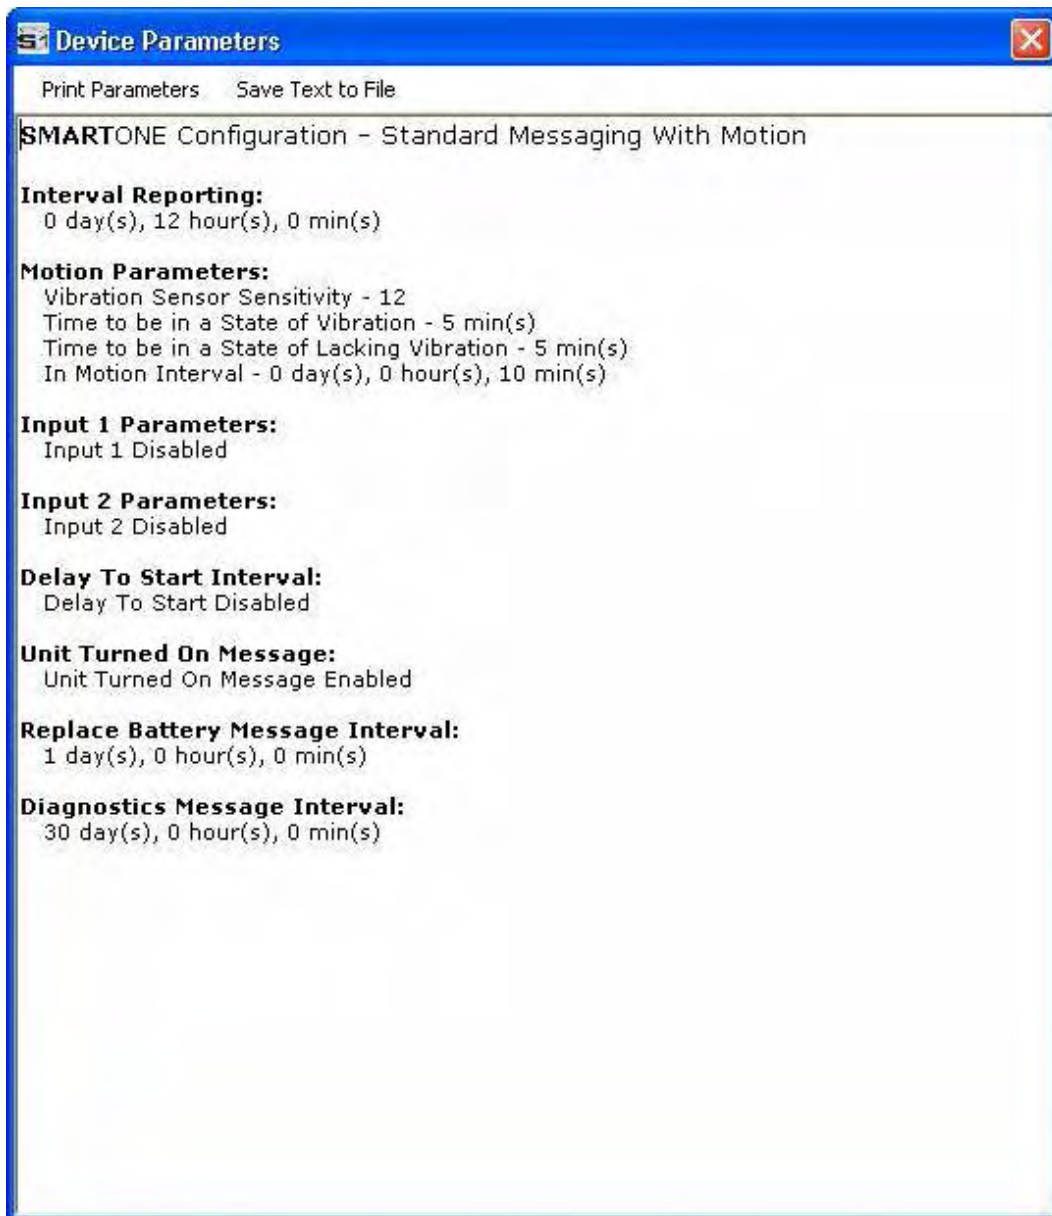 S1 Device Parameters
Print Parameters Save Text to File
SMARTONE Configuration – Standard Messaging With Motion
Interval Reporting:
0 day(s), 12 hour(s), 0 min(s)
Motion Parameters:
Vibration Sensor Sensitivity - 12
Time to be in a State of Vibration - 5 min(s)
Time to be in a State of Lacking Vibration - 5 min(s)
In Motion Interval - 0 day(s), 0 hour(s), 10 min(s)
Input 1 Parameters:
Input 1 Disabled
Input 2 Parameters:
Input 2 Disabled
Delay To Start Interval:
Delay To Start Disabled
Unit Turned On Message:
Unit Turned On Message Enabled
Replace Battery Message Interval:
1 day(s), 0 hour(s), 0 min(s)
Diagnostics Message Interval:
30 day(s), 0 hour(s), 0 min(s)